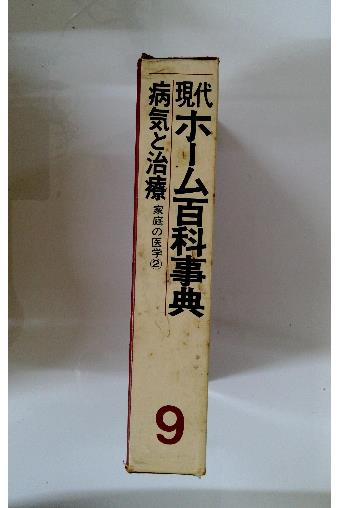 現代
ホーム百科事典
病気と治療
家庭の医学②
9